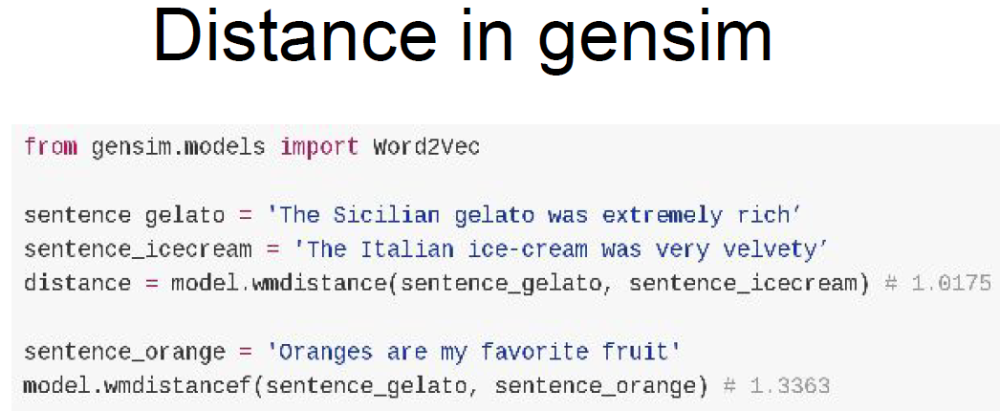 Distance in gensim
from gensim.models import Word2Vec
sentence gelato = 'The Sicilian gelato was extremely rich’
sentence_icecream = 'The Italian ice-cream was very velvety’
distance = model.wmdistance(sentence_gelato, sentence_icecream) # 1.0175
sentence_orange = 'Oranges are my favorite fruit'
model.wmdistancef(sentence_gelato, sentence_orange) # 1.3363